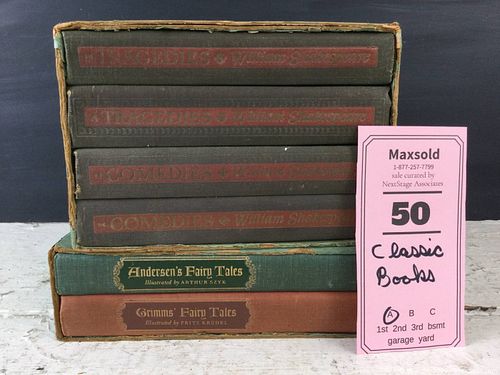 TRAGEDIES William Shakespeare
TRAGEDIES William Shakespeare
COMEDIES
COMEDIES William Shakespeare
Andersen's Fairy Tales
Illustrated by ARTHUR SZYK
Grimms' Fairy Tales
Illustrated by FRITZ KREDEL
Maxsold
1-877-257-7799
sale curated by
NextStage Associates
50
Classic
Books
A B C
1st 2nd 3rd bsmt
garage yard